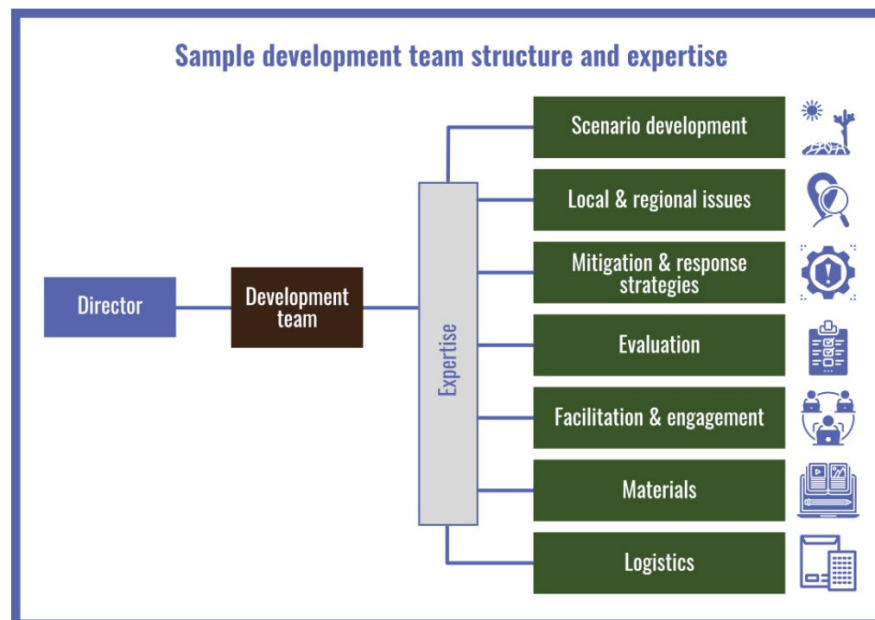 Sample development team structure and expertise
Director
Development
team
Expertise
Scenario development
Local & regional issues
Mitigation & response
strategies
Evaluation
Facilitation & engagement
Materials
Logistics